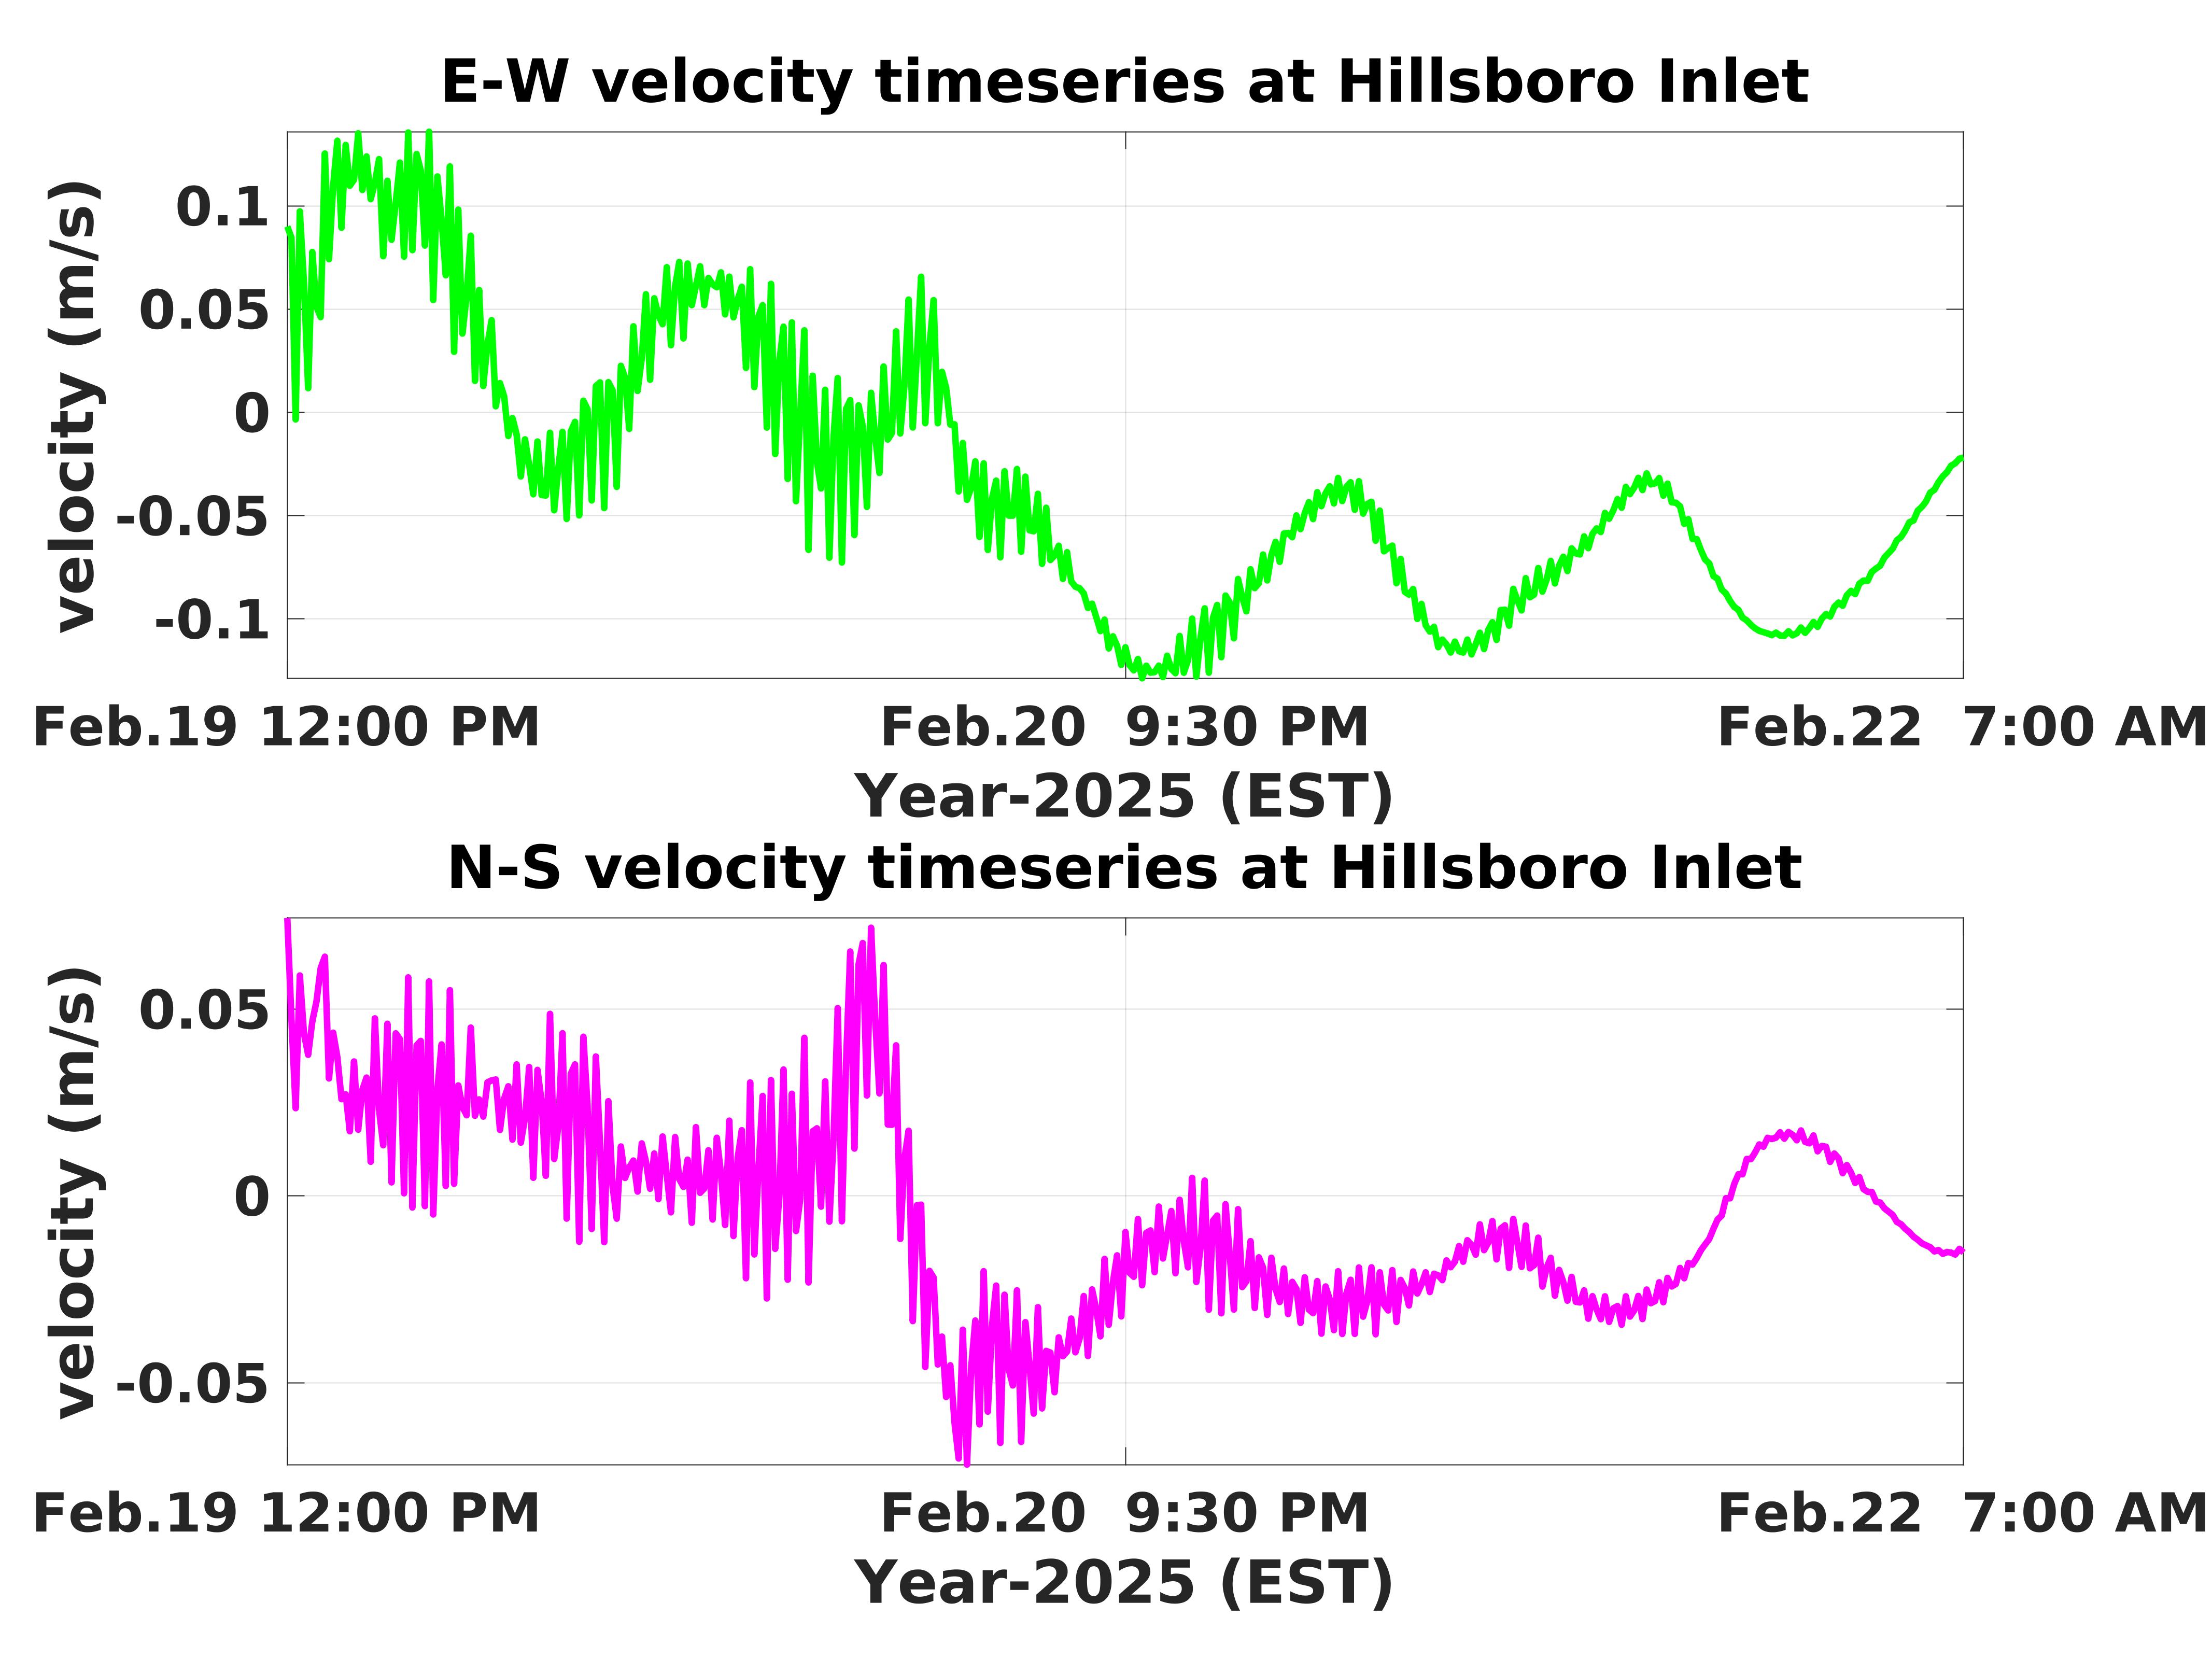 E-W velocity timeseries at Hillsboro Inlet
velocity (m/s)
0.1
0.05
0
-0.05
-0.1
Feb.19 12:00 PM Feb.20 9:30 PM Feb.22 7:00 AM
Year-2025 (EST)
N-S velocity timeseries at Hillsboro Inlet
velocity (m/s)
0.05
0
-0.05
Feb.19 12:00 PM Feb.20 9:30 PM Feb.22 7:00 AM
Year-2025 (EST)